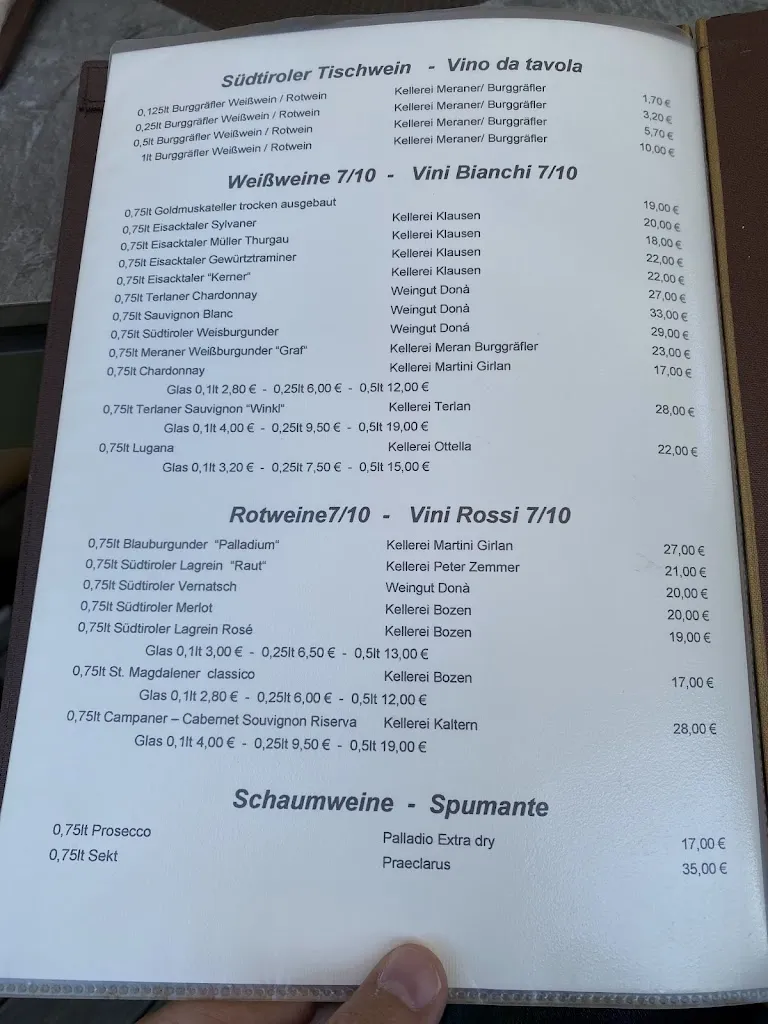 Südtiroler Tischwein - Vino da tavola
0,125lt Burggräfler Weißwein / Rotwein Kellerei Meraner/ Burggräfler 1,70 €
0,25lt Burggräfler Weißwein / Rotwein Kellerei Meraner/ Burggräfler 3,20 €
0,5lt Burggräfler Weißwein / Rotwein Kellerei Meraner/ Burggräfler 5,70 €
1lt Burggräfler Weißwein / Rotwein Kellerei Meraner/ Burggräfler 10,00 €
Weißweine 7/10 - Vini Bianchi 7/10
0,75lt Goldmuskateller trocken ausgebaut 19,00 €
0,75lt Eisacktaler Sylvaner Kellerei Klausen 20,00 €
0,75lt Eisacktaler Müller Thurgau Kellerei Klausen 18,00 €
0,75lt Eisacktaler Gewürtztraminer Kellerei Klausen 22,00 €
0,75lt Eisacktaler "Kerner" Kellerei Klausen 22,00 €
0,75lt Terlaner Chardonnay Weingut Donà 27,00 €
0,75lt Sauvignon Blanc Weingut Donà 33,00 €
0,75lt Südtiroler Weisburgunder Weingut Doná 29,00 €
0,75lt Meraner Weißburgunder "Graf" Kellerei Meran Burggräfler 23,00 €
0,75lt Chardonnay Kellerei Martini Girlan 17,00 €
Glas 0,1lt 2,80 € - 0,25lt 6,00 € - 0,5lt 12,00 €
0,75lt Terlaner Sauvignon "Winkl" Kellerei Terlan 28,00 €
Glas 0,1lt 4,00 € - 0,25lt 9,50 € - 0,5lt 19,00 €
0,75lt Lugana Kellerei Ottella 22,00 €
Glas 0,1lt 3,20 € - 0,25lt 7,50 € - 0,5lt 15,00 €
Rotweine7/10 - Vini Rossi 7/10
0,75lt Blauburgunder "Palladium" Kellerei Martini Girlan 27,00 €
0,75lt Südtiroler Lagrein "Raut" Kellerei Peter Zemmer 21,00 €
0,75lt Südtiroler Vernatsch Weingut Donà 20,00 €
0,75lt Südtiroler Merlot Kellerei Bozen 20,00 €
0,75lt Südtiroler Lagrein Rosé Kellerei Bozen 19,00 €
Glas 0,1lt 3,00 € - 0,25lt 6,50 € - 0,5lt 13,00 €
0,75lt St. Magdalener classico Kellerei Bozen 17,00 €
Glas 0,1lt 2,80 € - 0,25lt 6,00 € - 0,5lt 12,00 €
0,75lt Campaner – Cabernet Souvignon Riserva Kellerei Kaltern 28,00 €
Glas 0,1lt 4,00 € - 0,25lt 9,50 € - 0,5lt 19,00 €
Schaumweine - Spumante
0,75lt Prosecco Palladio Extra dry 17,00 €
0,75lt Sekt Praeclarus 35,00 €